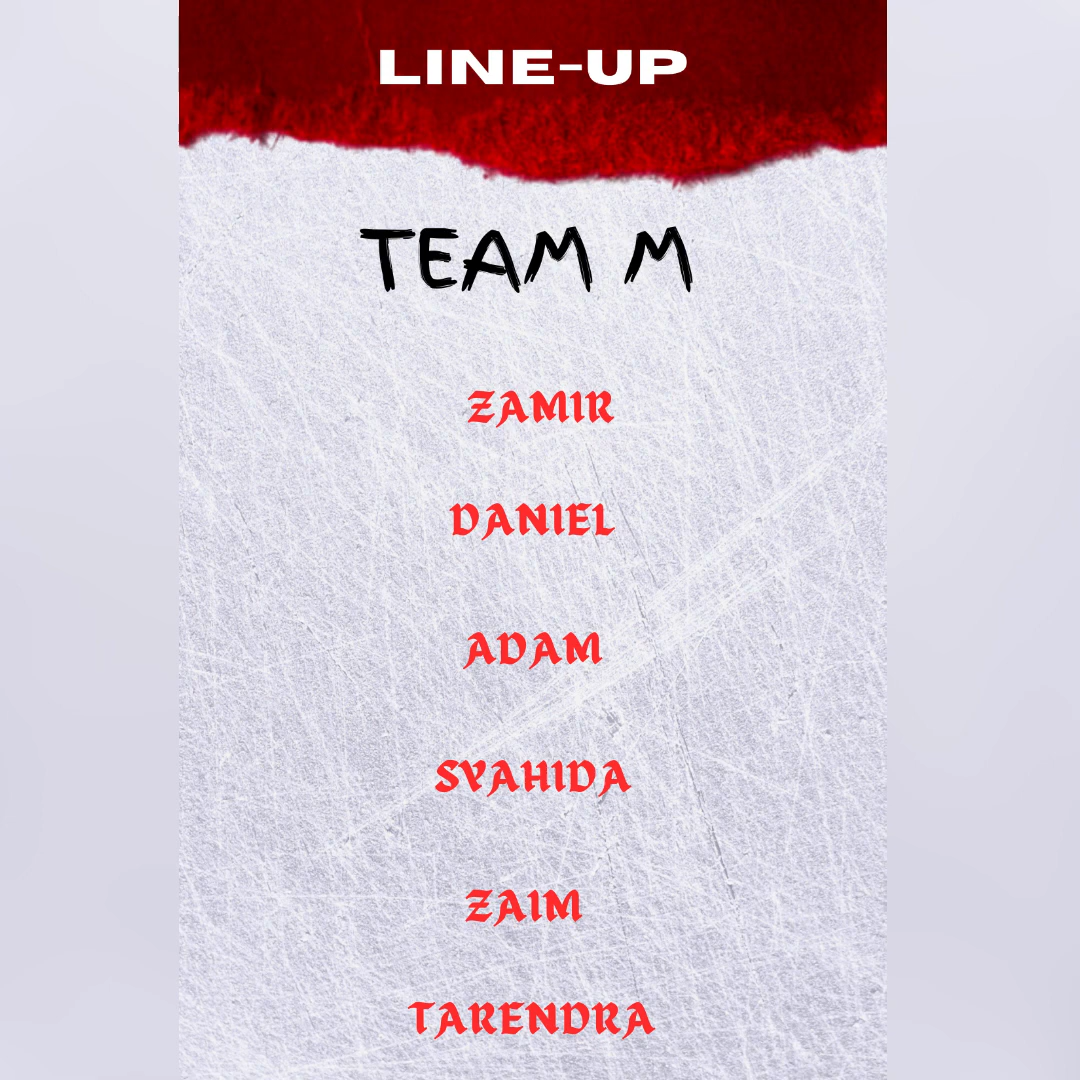 LINE-UP
TEAM M
ZAMIR
DANIEL
ADAM
SYAHIDA
ZAIM
TARENDRA